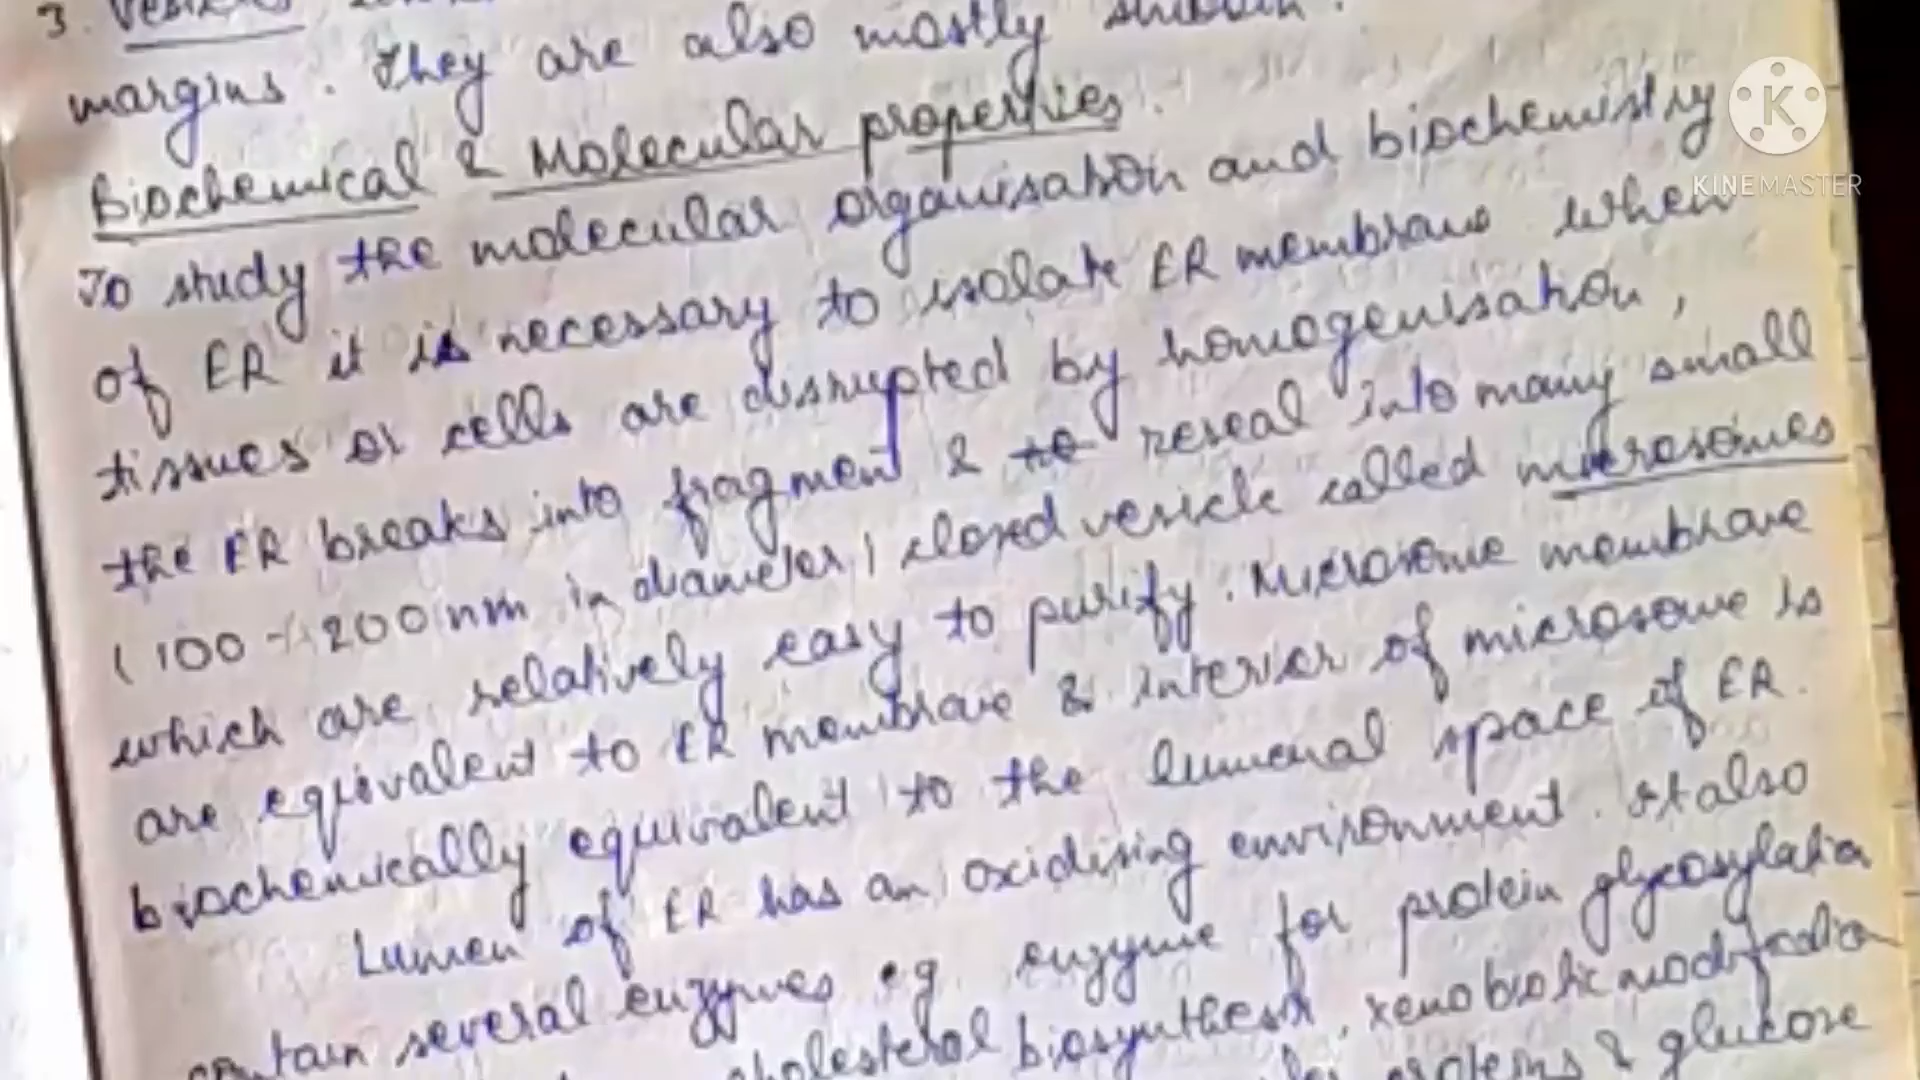 3. Vesicles
margins. They are also mostly
Biochemical & Molecular properties.
To study the molecular organisation and biochemistry
of ER it is necessary to isolate ER membrane when
tissues or cells are disrupted by homogenisation,
the ER breaks into fragment & to reseal into many small
(100-200nm in diameter) closed vesicle called microsomes
which are relatively easy to purify. Microsome membrane
are equivalent to ER membrane & interior of microsome is
biochemically equivalent to the lumenal space of ER.
Lumen of ER has an oxidising environment. It also
contain several enzymes eg enzyme for protein glycosylation
cholesterol biosynthesis, xenobiotic modification
proteins & glucose
KINEMASTER